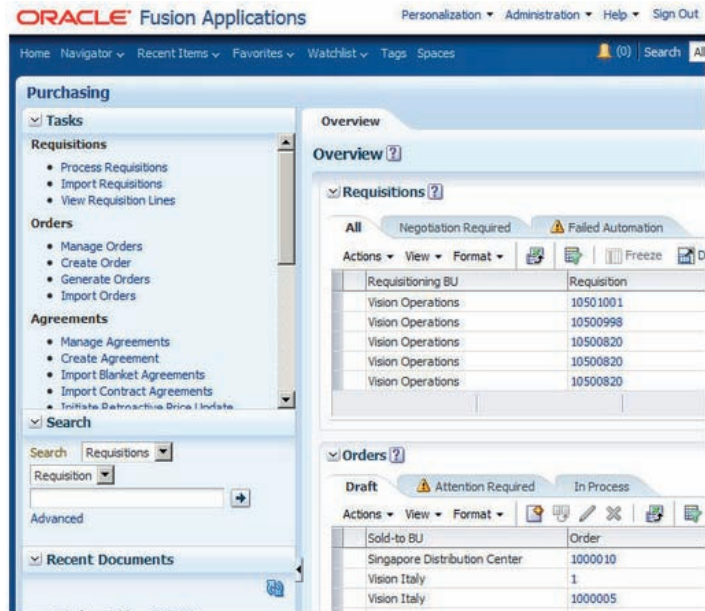 ORACLE Fusion Applications
Personalization Administration Help Sign Out
Home Navigator Recent Items Favorites Watchlist Tags Spaces (0) Search All
Purchasing
Tasks
Requisitions
Process Requisitions
Import Requisitions
View Requisition Lines
Orders
Manage Orders
Create Order
Generate Orders
Import Orders
Agreements
Manage Agreements
Create Agreement
Import Blanket Agreements
Import Contract Agreements
Initiate Retroactive Price Update
Search
Search Requisitions
Requisition
Advanced
Recent Documents
Overview
Overview
Requisitions
All Negotiation Required Failed Automation
Actions View Format Freeze D
Requisitioning BU Requisition
Vision Operations 10501001
Vision Operations 10500998
Vision Operations 10500820
Vision Operations 10500820
Vision Operations 10500820
Orders
Draft Attention Required In Process
Actions View Format
Sold-to BU Order
Singapore Distribution Center 1000010
Vision Italy 1
Vision Italy 1000005